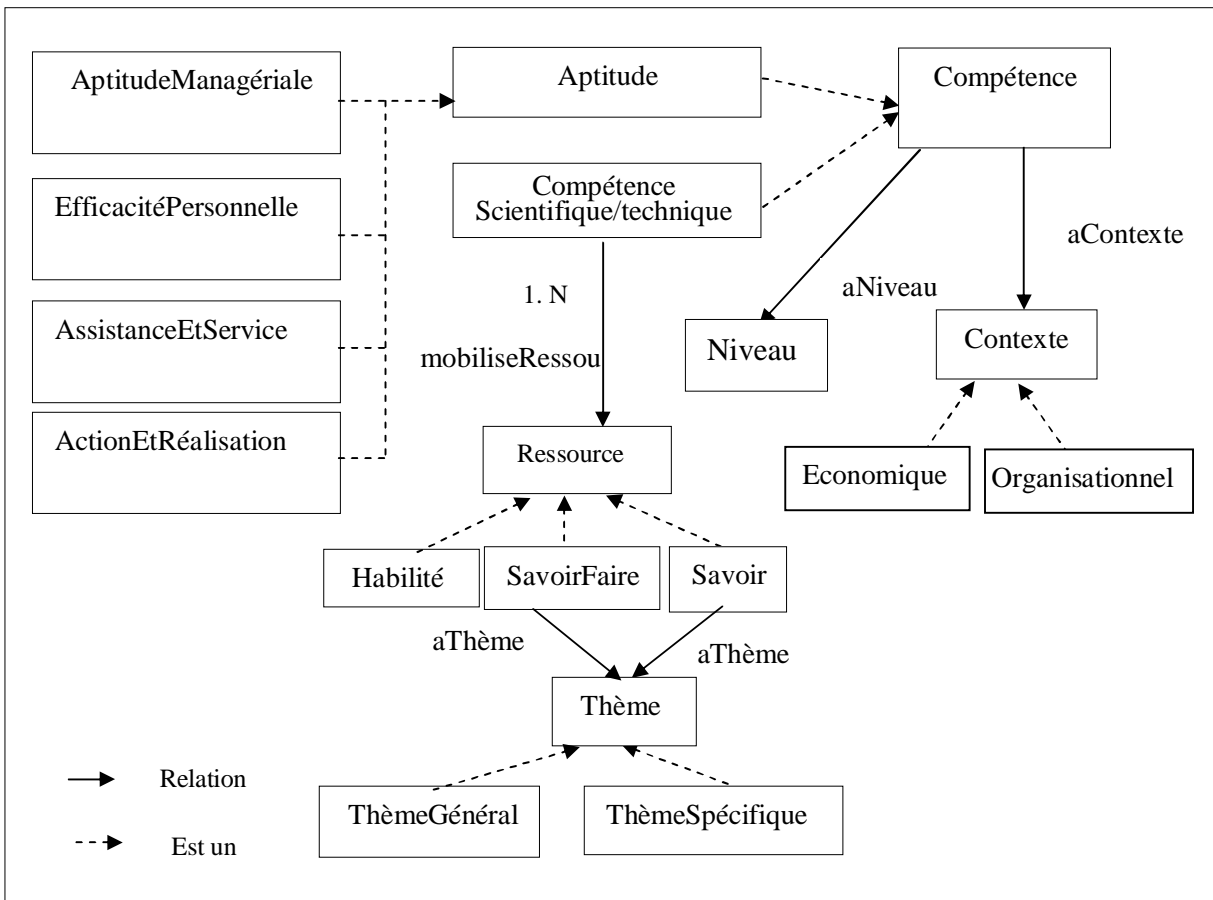 AptitudeManagériale
Aptitude
Compétence
EfficacitéPersonnelle
Compétence
Scientifique/technique
aContexte
1. N
aNiveau
AssistanceEtService
Niveau
Contexte
mobiliseRessou
ActionEtRéalisation
Ressource
Economique
Organisationnel
Habilité
SavoirFaire
Savoir
aThème
aThème
Thème
Relation
ThèmeGénéral
ThèmeSpécifique
Est un